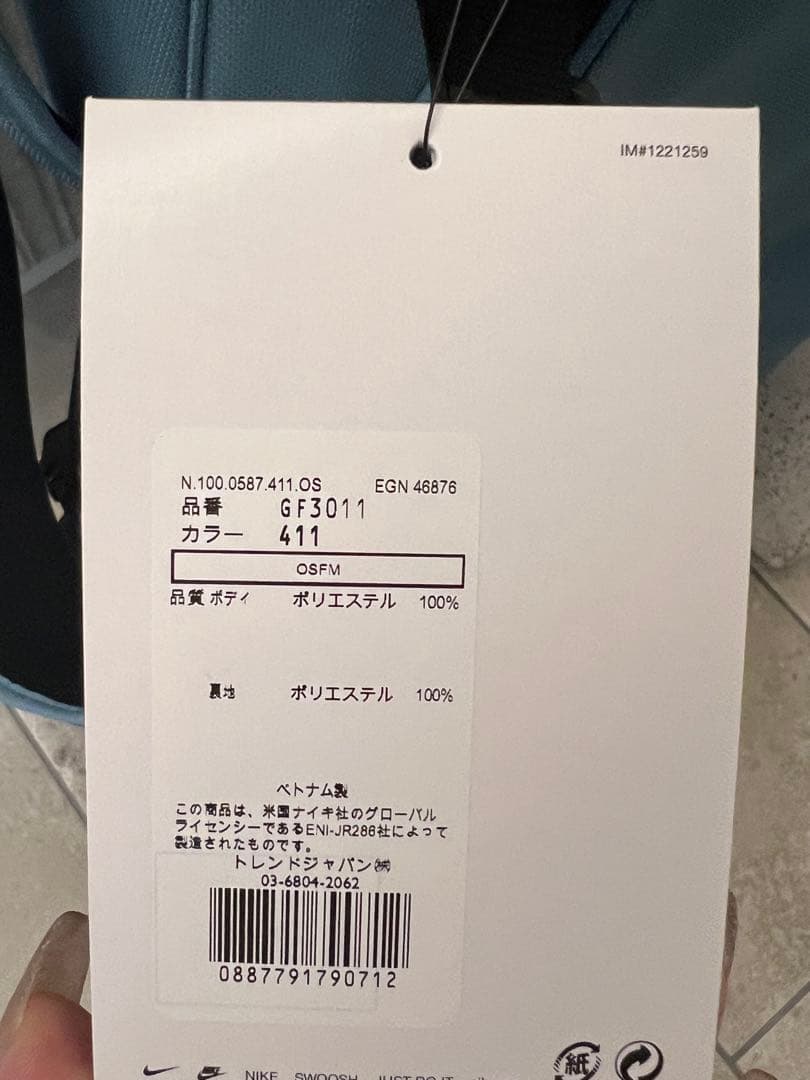 IM#1221259
N.100.0587.411.OS EGN 46876
品番 GF3011
カラー 411
OSFM
品質 ボディ ポリエステル 100%
裏地 ポリエステル 100%
ベトナム製
この商品は、米国ナイキ社のグローバル
ライセンシーであるENI-JR286社によって
製造されたものです。
トレンドジャパン㈱
03-6804-2062
0887791790712
紙
NIKE SWOOSH JUST DO IT